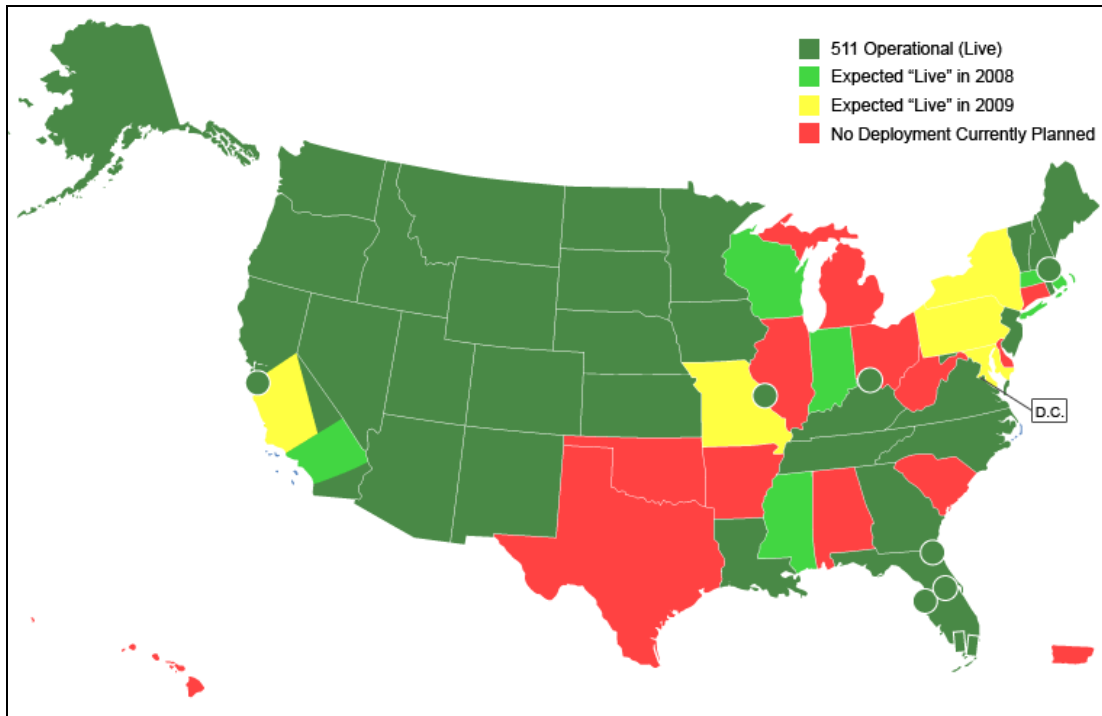 511 Operational (Live)
Expected “Live” in 2008
Expected “Live” in 2009
No Deployment Currently Planned
D.C.